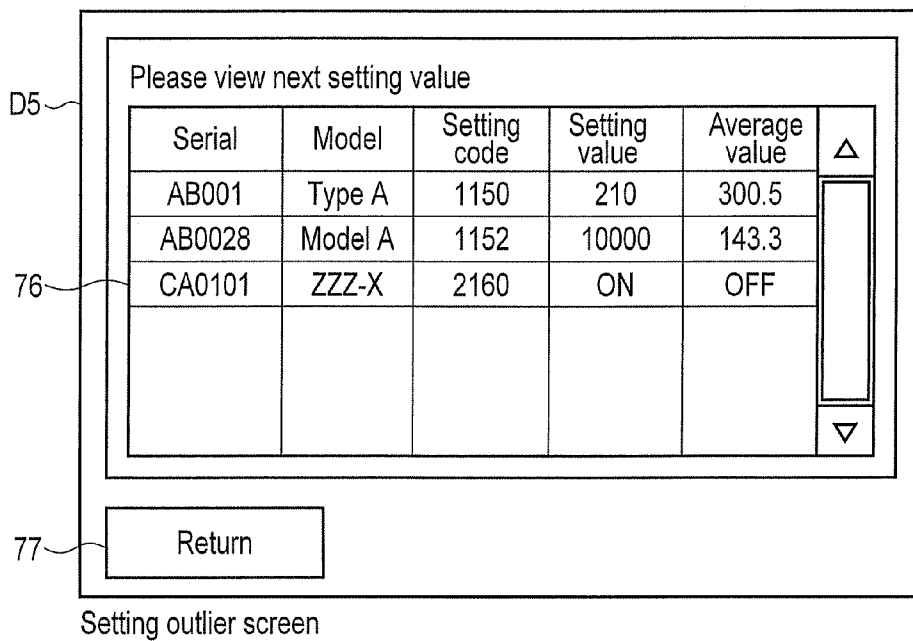 Please view next setting value
D5
Serial Model Setting code Setting value Average value
AB001 Type A 1150 210 300.5
AB0028 Model A 1152 10000 143.3
76
CA0101 ZZZ-X 2160 ON OFF
77
Return
Setting outlier screen